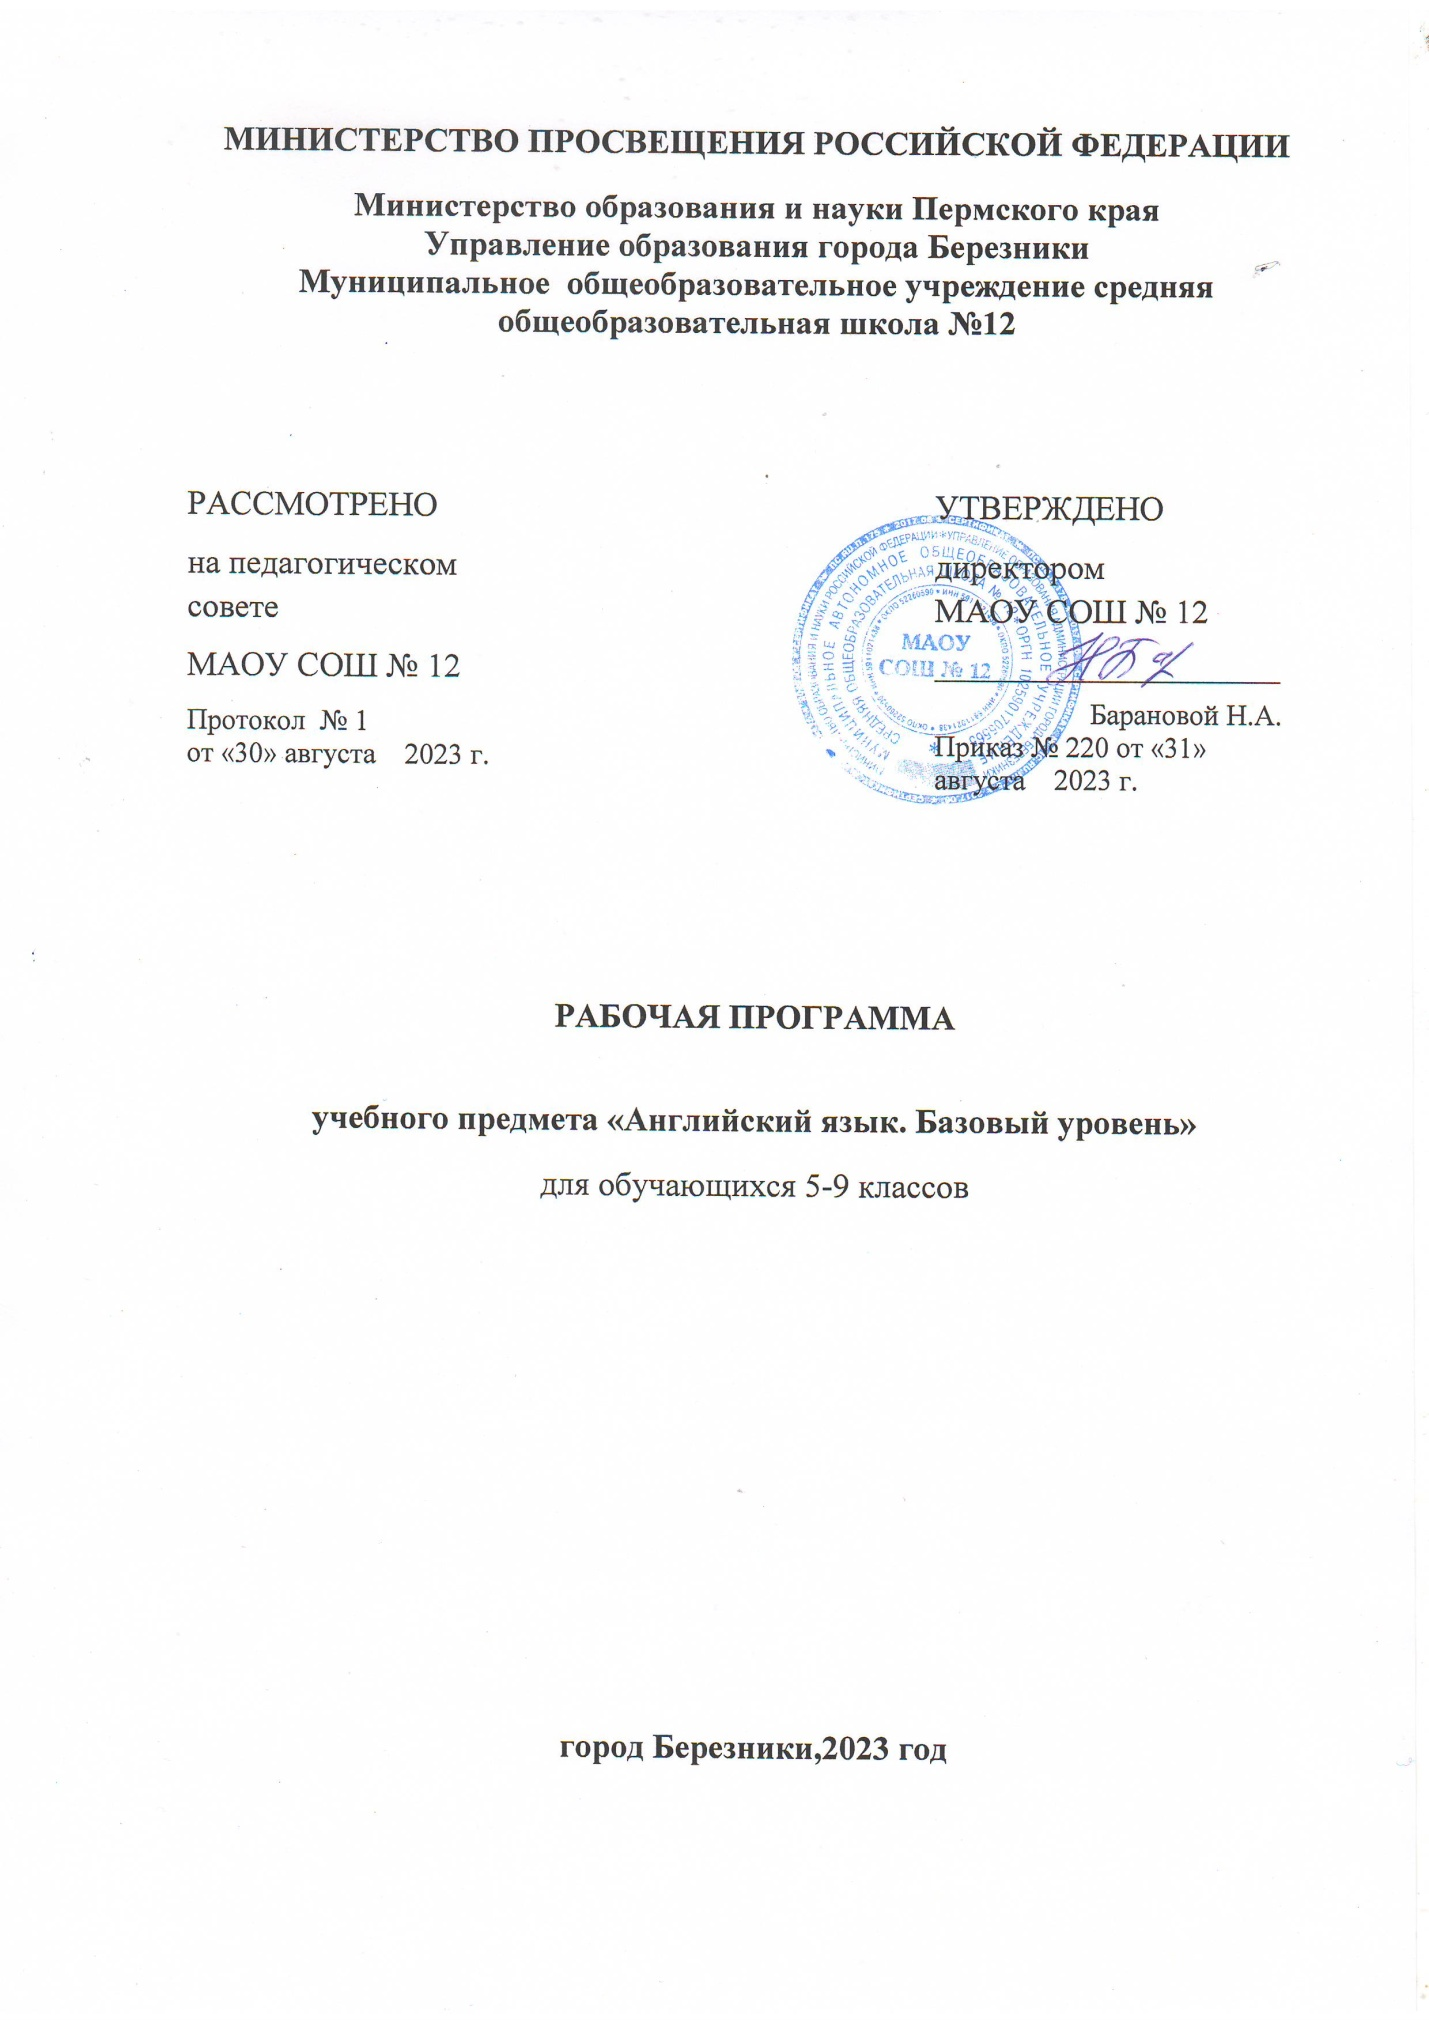 МИНИСТЕРСТВО ПРОСВЕЩЕНИЯ РОССИЙСКОЙ ФЕДЕРАЦИИ
Министерство образования и науки Пермского края
Управление образования города Березники
Муниципальное общеобразовательное учреждение средняя
общеобразовательная школа №12
РАССМОТРЕНО
на педагогическом
совете
МАОУ СОШ № 12
Протокол № 1
от «30» августа 2023 г.
УТВЕРЖДЕНО
директором
МАОУ СОШ № 12
Барановой Н.А.
Приказ № 220 от «31»
августа 2023 г.
МАОУ
СОШ № 12
РАБОЧАЯ ПРОГРАММА
учебного предмета «Английский язык. Базовый уровень»
для обучающихся 5-9 классов
город Березники,2023 год